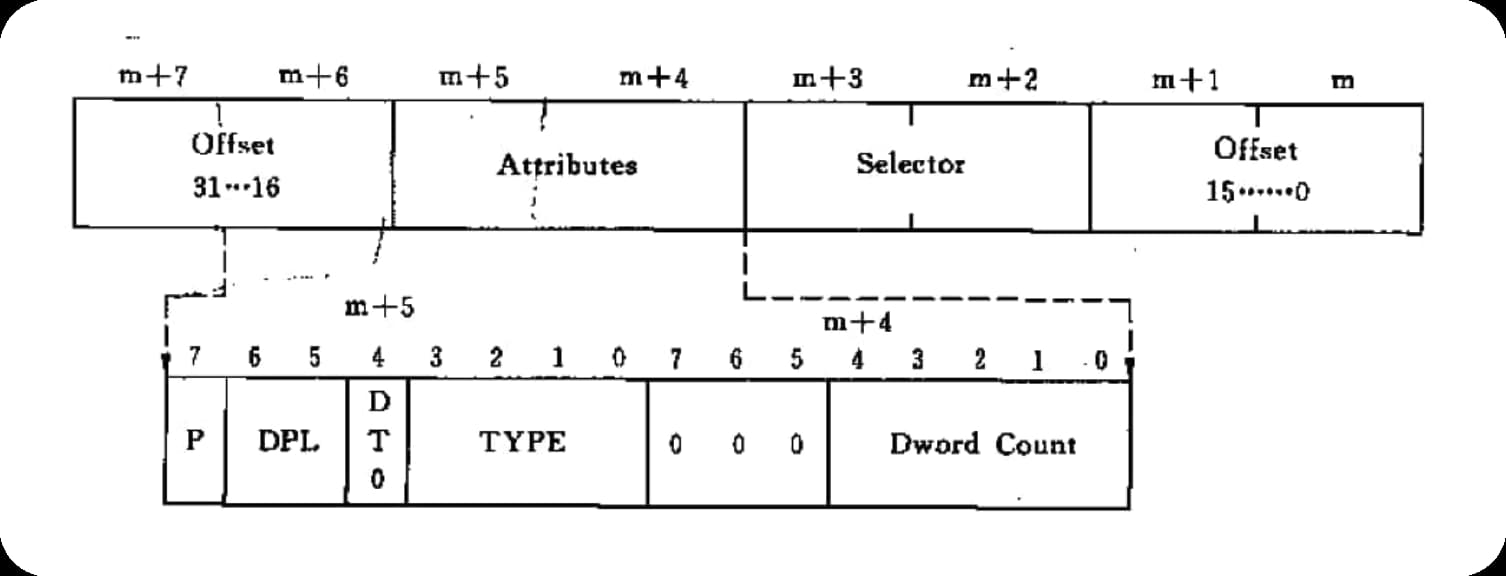 m+7 m+6 m+5 m+4 m+3 m+2 m+1 m
Offset
31···16
Attributes
Selector
Offset
15······0
m+5
m+4
7 6 5 4 3 2 1 0 7 6 5 4 3 2 1 0
P
DPL
D
T
0
TYPE
0 0 0
Dword Count